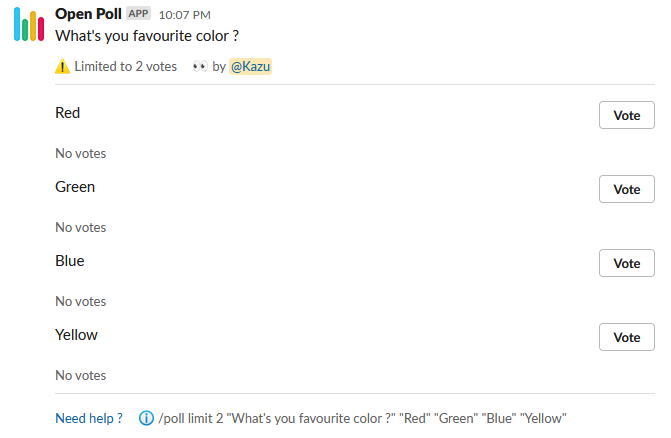 Open Poll APP 10:07 PM
What's you favourite color ?
⚠️ Limited to 2 votes 👀 by @Kazu
Red Vote
No votes
Green Vote
No votes
Blue Vote
No votes
Yellow Vote
No votes
Need help ? ℹ️ /poll limit 2 "What's you favourite color ?" "Red" "Green" "Blue" "Yellow"